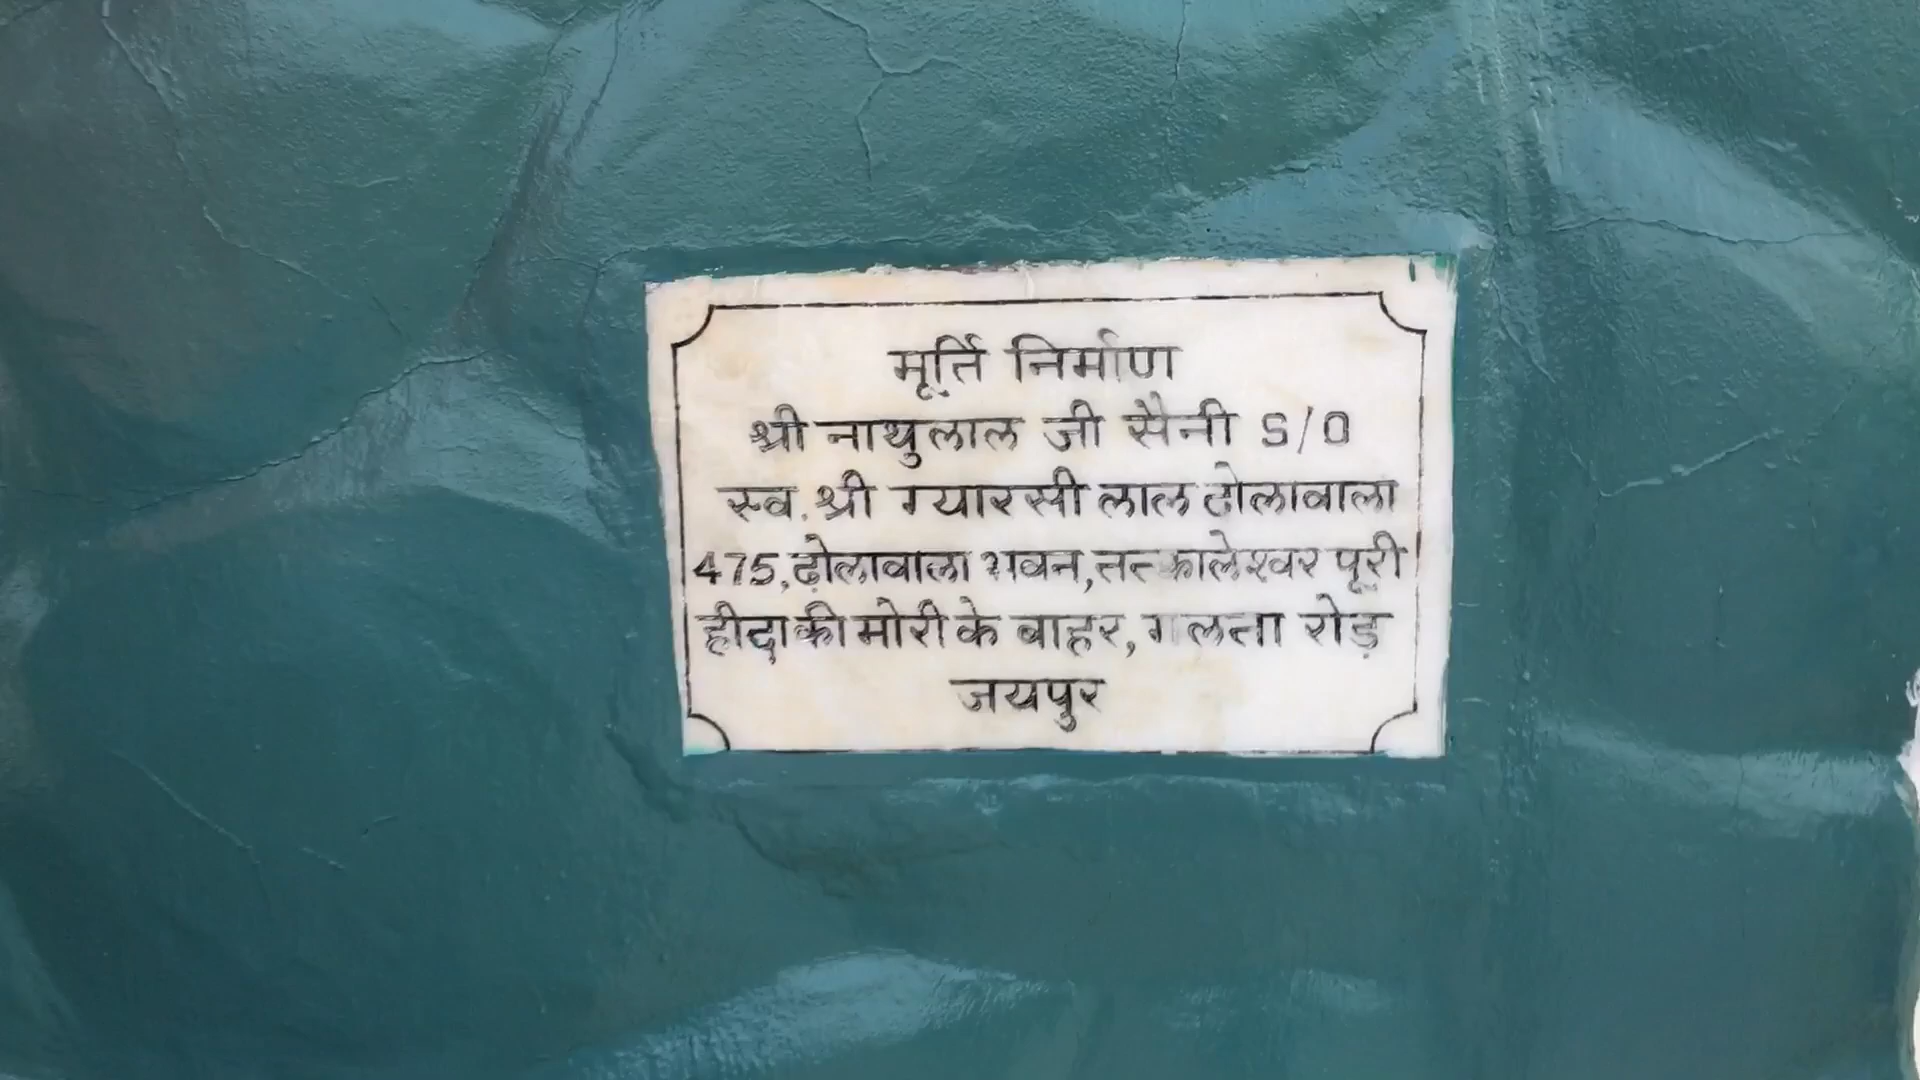 मूर्ति निर्माण
श्री नाथुलाल जी सैनी S/O
स्व. श्री ग्यारसी लाल ढोलावाला
475, ढ़ोलावाला भवन, तत्कालेश्वर पूरी
हीदा की मोरी के बाहर, गलता रोड़
जयपुर